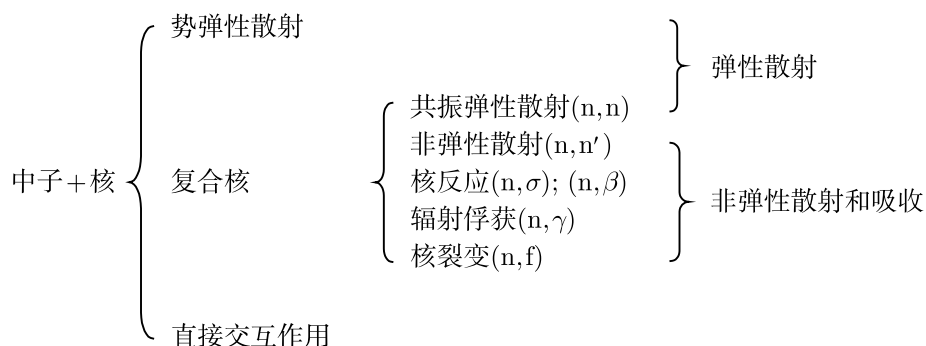 势弹性散射
弹性散射
共振弹性散射(n,n)
非弹性散射(n,n′)
中子+核
复合核
核反应(n,σ); (n,β)
非弹性散射和吸收
辐射俘获(n,γ)
核裂变(n,f)
直接交互作用